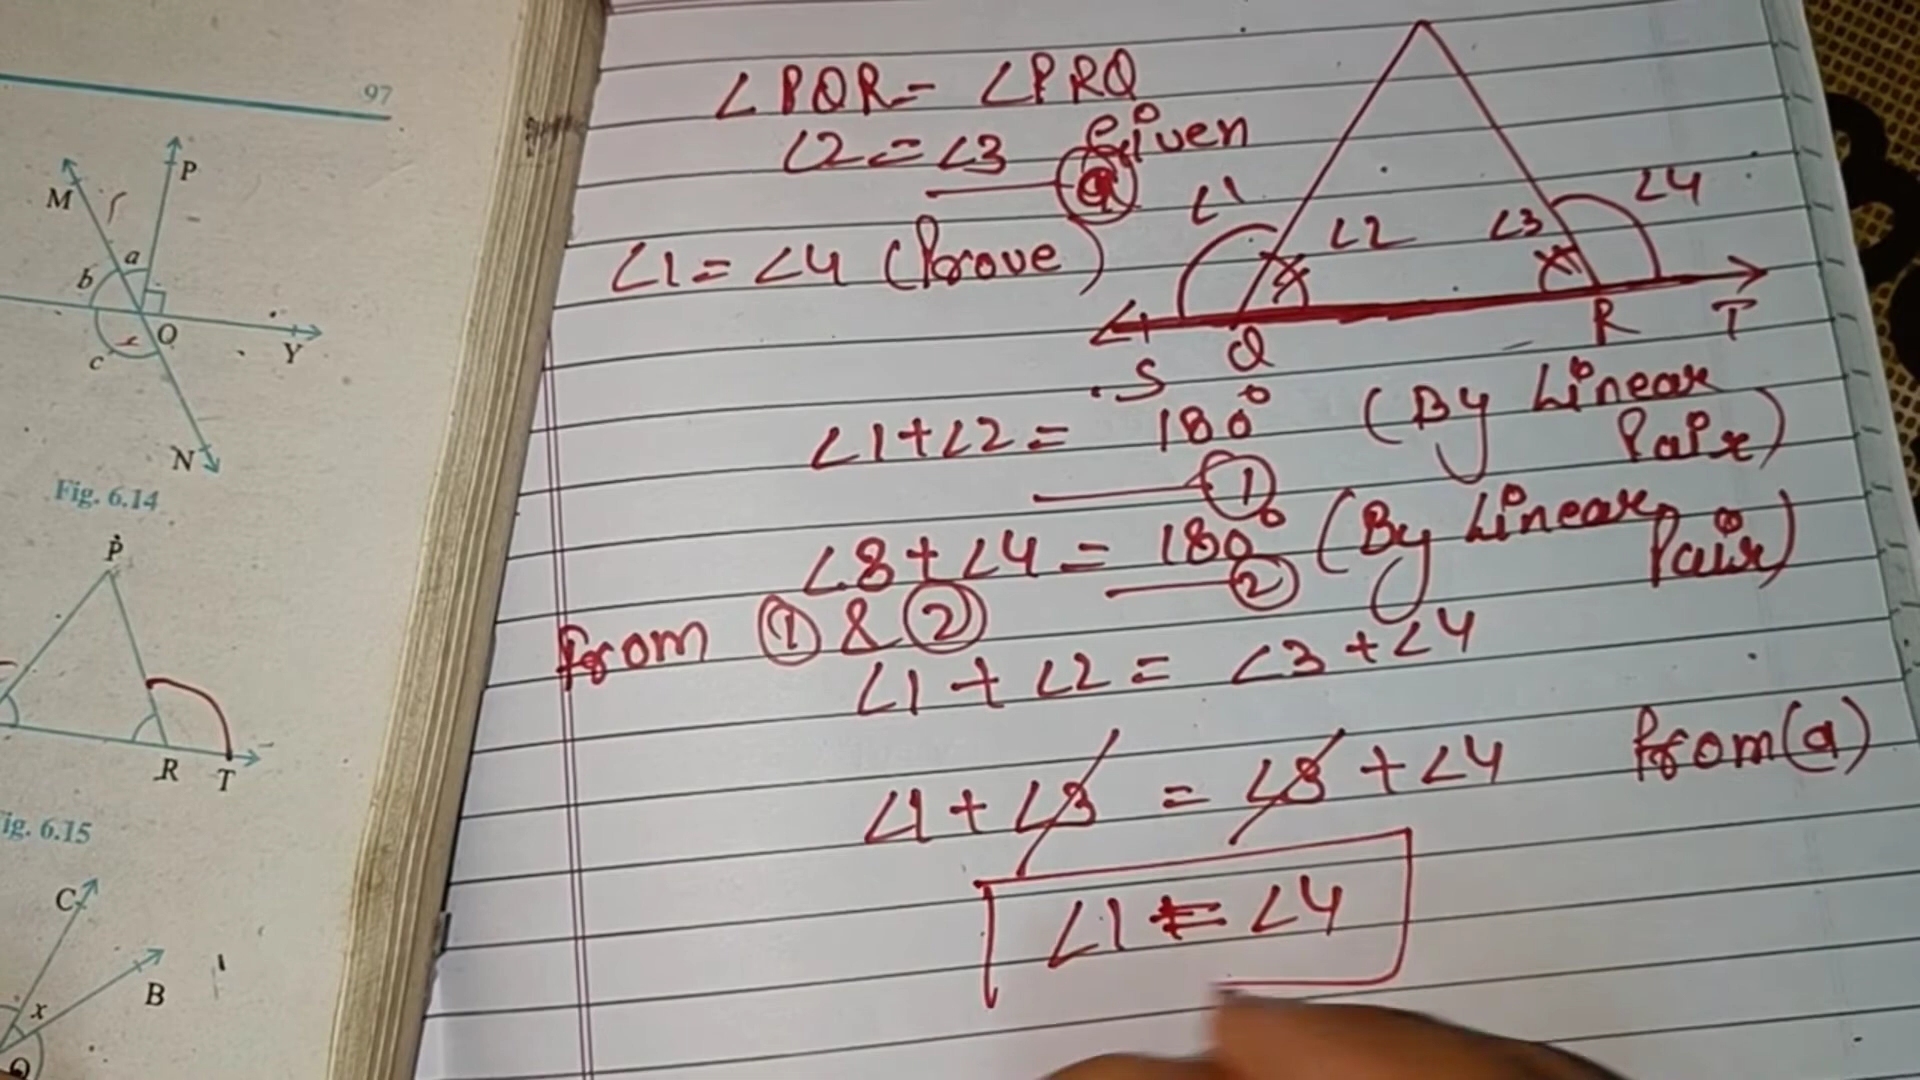 97
P
M
a
b
O
c
Y
N
Fig. 6.14
P
R T
ig. 6.15
C
B
x
O
∠PQR = ∠PRQ
∠2 = ∠3 Given
(a)
∠1 = ∠4 (Prove)
∠1 ∠2 ∠3 ∠4
S Q R T
∠1+∠2 = 180° (By Linear Pair)
①
∠3+∠4 = 180° (By Linear Pair)
②
From ① & ②
∠1 + ∠2 = ∠3 + ∠4
∠1 + ∠3 = ∠3 + ∠4 From (a)
∠1 = ∠4